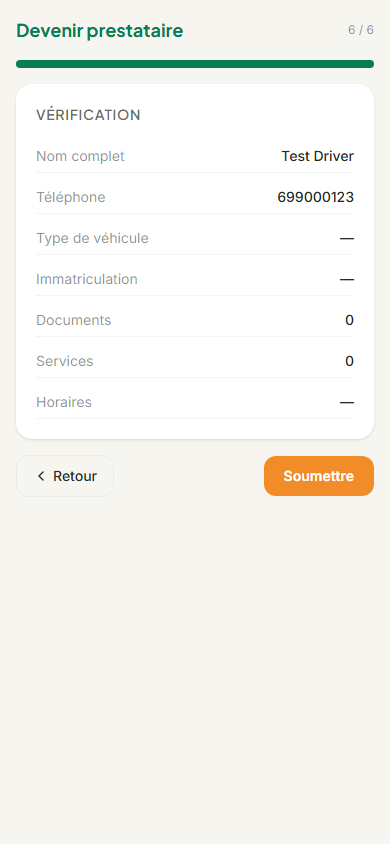 Devenir prestataire 6 / 6
VÉRIFICATION
Nom complet Test Driver
Téléphone 699000123
Type de véhicule —
Immatriculation —
Documents 0
Services 0
Horaires —
Retour Soumettre